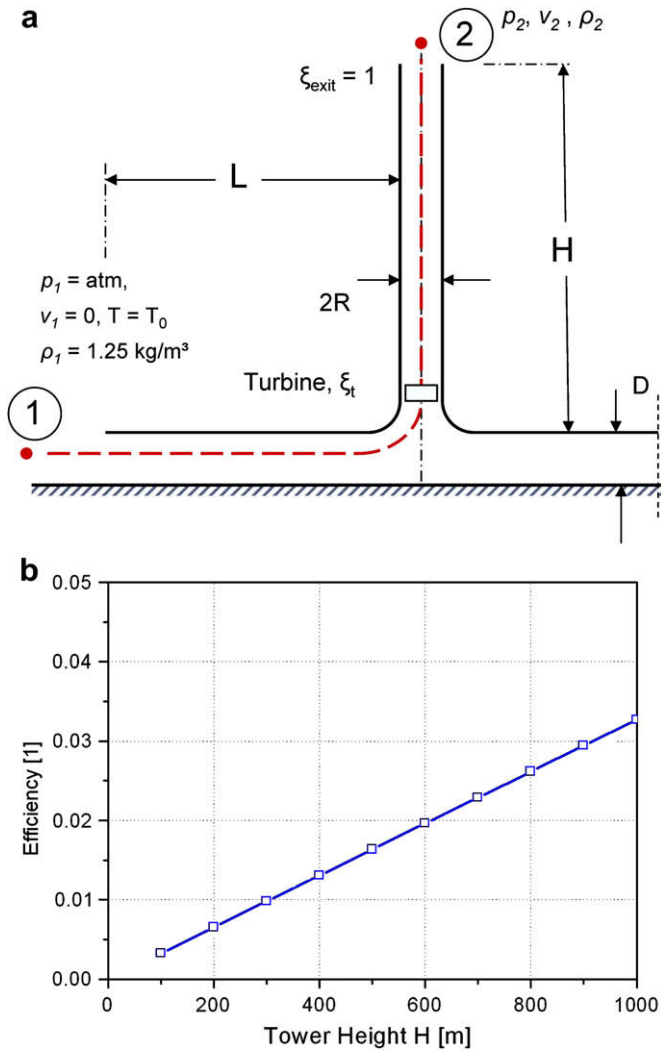 a
2
p₂, v₂ , ρ₂
ξexit = 1
L
H
p₁ = atm,
v₁ = 0, T = T₀
ρ₁ = 1.25 kg/m³
2R
Turbine, ξt
D
1
b
0.05
0.04
0.03
0.02
0.01
0.00
Efficiency [1]
0 200 400 600 800 1000
Tower Height H [m]